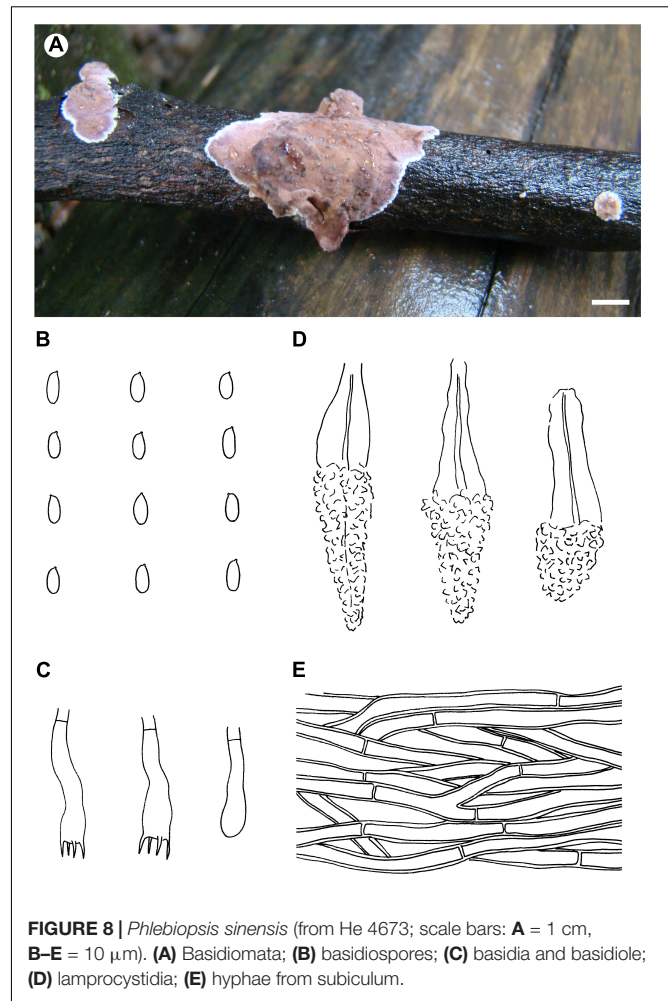 A
B
D
C
E
FIGURE 8 | Phlebiopsis sinensis (from He 4673; scale bars: A = 1 cm,
B–E = 10 μm). (A) Basidiomata; (B) basidiospores; (C) basidia and basidiole;
(D) lamprocystidia; (E) hyphae from subiculum.